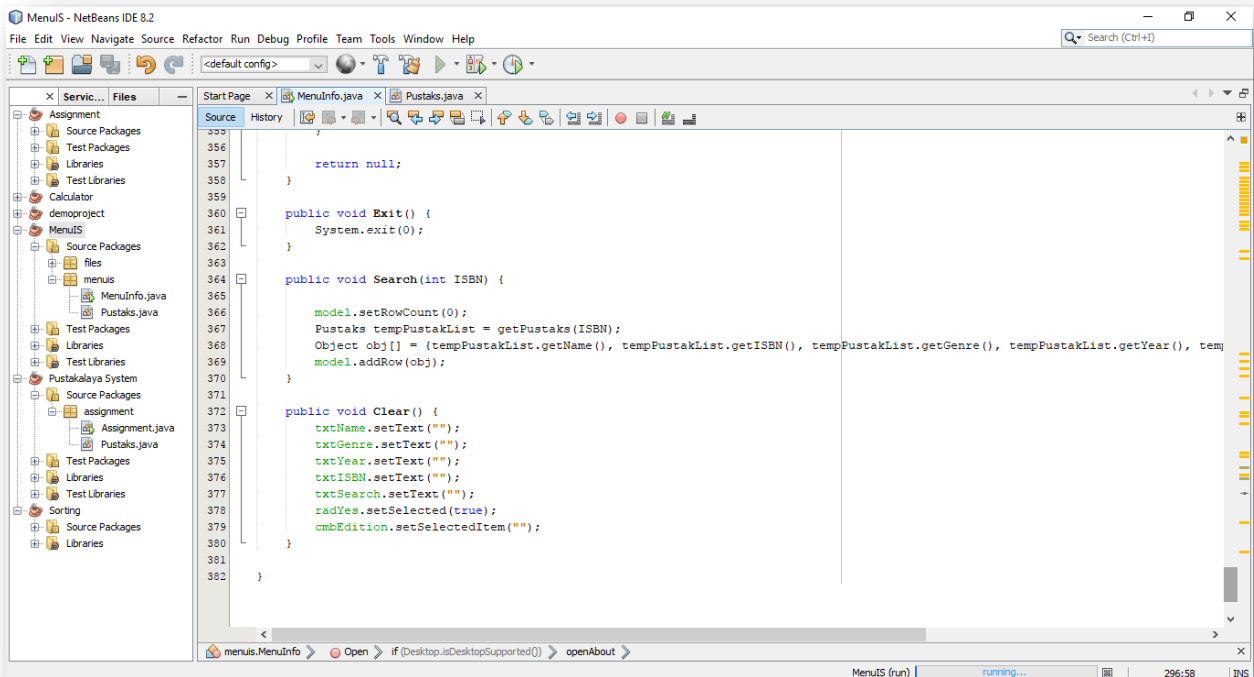 MenuIS - NetBeans IDE 8.2
File Edit View Navigate Source Refactor Run Debug Profile Team Tools Window Help
Search (Ctrl+I)
<default config>
Servic... Files
Start Page MenuInfo.java Pustaks.java
Source History
Assignment
Source Packages
Test Packages
Libraries
Test Libraries
Calculator
demoproject
MenuIS
Source Packages
files
menuis
MenuInfo.java
Pustaks.java
Test Packages
Libraries
Test Libraries
Pustakalaya System
Source Packages
assignment
Assignment.java
Pustaks.java
Test Packages
Libraries
Test Libraries
Sorting
Source Packages
Libraries
355 }
356
357 return null;
358 }
359
360 public void Exit() {
361 System.exit(0);
362 }
363
364 public void Search(int ISBN) {
365
366 model.setRowCount(0);
367 Pustaks tempPustakList = getPustaks(ISBN);
368 Object obj[] = {tempPustakList.getName(), tempPustakList.getISBN(), tempPustakList.getGenre(), tempPustakList.getYear(), temp
369 model.addRow(obj);
370 }
371
372 public void Clear() {
373 txtName.setText("");
374 txtGenre.setText("");
375 txtYear.setText("");
376 txtISBN.setText("");
377 txtSearch.setText("");
378 radYes.setSelected(true);
379 cmbEdition.setSelectedItem("");
380 }
381
382 }
menuis.MenuInfo Open if (Desktop.isDesktopSupported()) openAbout
MenuIS (run) running... 296:58 INS